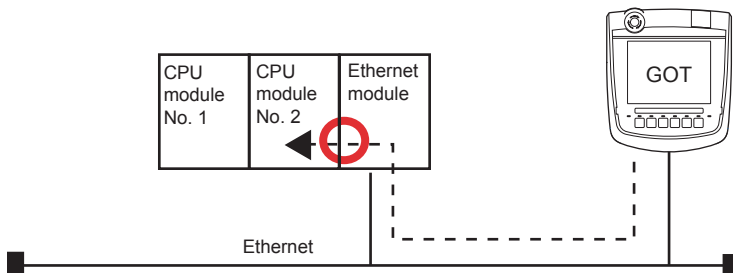 CPU
module
No. 1
CPU
module
No. 2
Ethernet
module
GOT
Ethernet